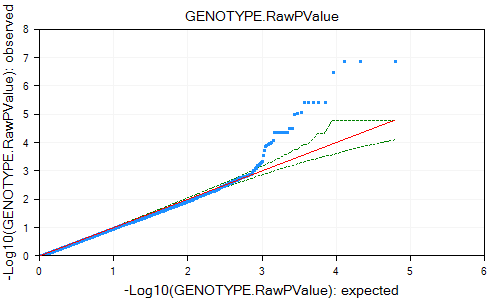 GENOTYPE.RawPValue
-Log10(GENOTYPE.RawPValue): observed
8
7
6
5
4
3
2
1
0
0 1 2 3 4 5 6
-Log10(GENOTYPE.RawPValue): expected